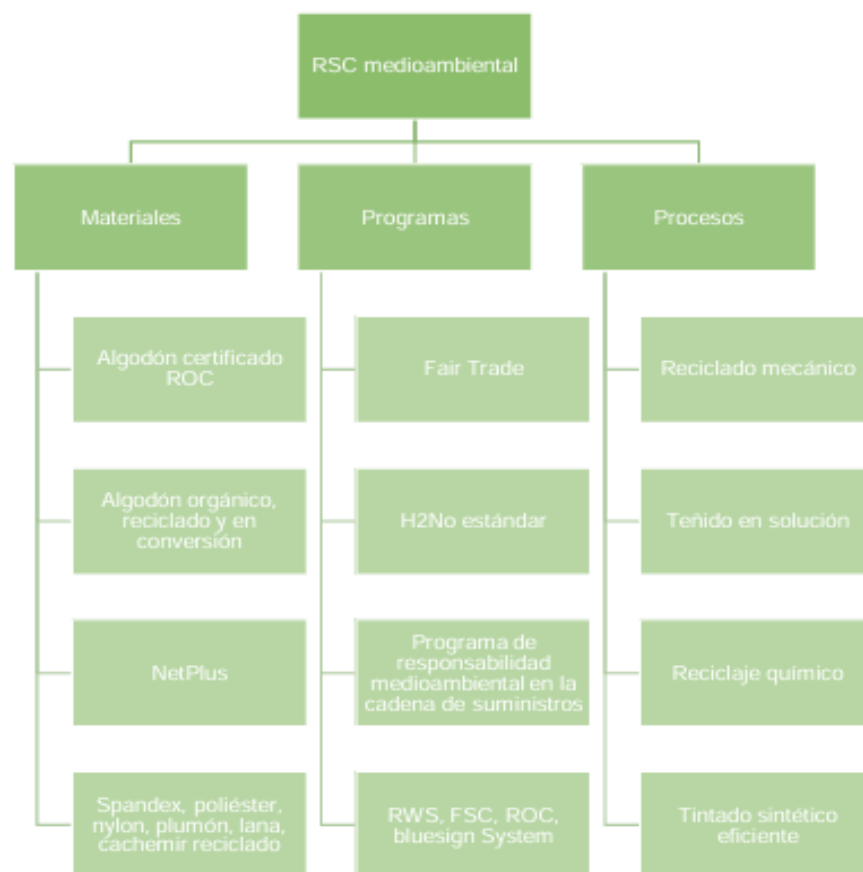 RSC medioambiental
Materiales
Programas
Procesos
Algodón certificado
ROC
Fair Trade
Reciclado mecánico
Algodón orgánico,
reciclado y en
conversión
H2No estándar
Teñido en solución
NetPlus
Programa de
responsabilidad
medioambiental en la
cadena de suministros
Reciclaje químico
Spandex, poliéster,
nylon, plumón, lana,
cachemir reciclado
RWS, FSC, ROC,
bluesign System
Tintado sintético
eficiente